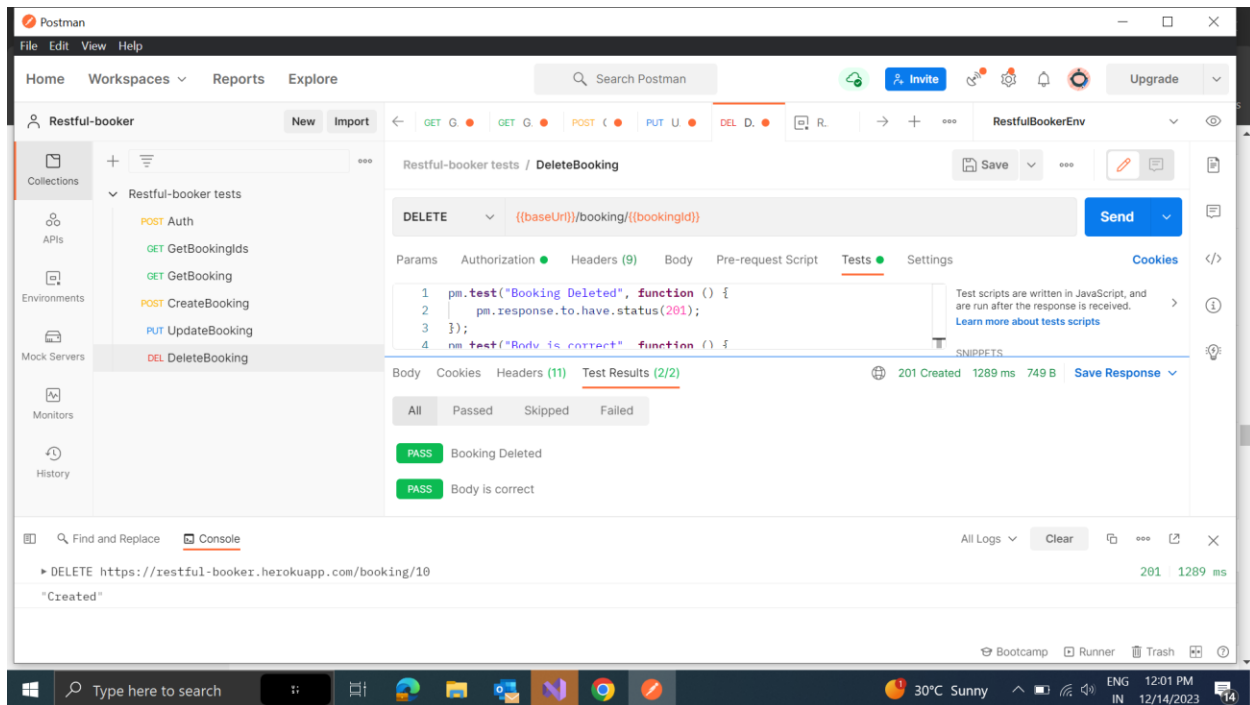 Postman
File Edit View Help
Home Workspaces Reports Explore Search Postman Invite Upgrade
Restful-booker New Import GET G. GET G. POST ( PUT U. DEL D. R. RestfulBookerEnv
Collections
APIs
Environments
Mock Servers
Monitors
History
Restful-booker tests
POST Auth
GET GetBookingIds
GET GetBooking
POST CreateBooking
PUT UpdateBooking
DEL DeleteBooking
Restful-booker tests / DeleteBooking Save
DELETE {{baseUrl}}/booking/{{bookingId}} Send
Params Authorization Headers (9) Body Pre-request Script Tests Settings Cookies
1 pm.test("Booking Deleted", function () {
2 pm.response.to.have.status(201);
3 });
4 pm.test("Body is correct", function () {
Test scripts are written in JavaScript, and
are run after the response is received.
Learn more about tests scripts
SNIPPETS
Body Cookies Headers (11) Test Results (2/2) 201 Created 1289 ms 749 B Save Response
All Passed Skipped Failed
PASS Booking Deleted
PASS Body is correct
Find and Replace Console All Logs Clear
DELETE https://restful-booker.herokuapp.com/booking/10 201 1289 ms
"Created"
Bootcamp Runner Trash
Type here to search 30°C Sunny ENG 12:01 PM
IN 12/14/2023 14